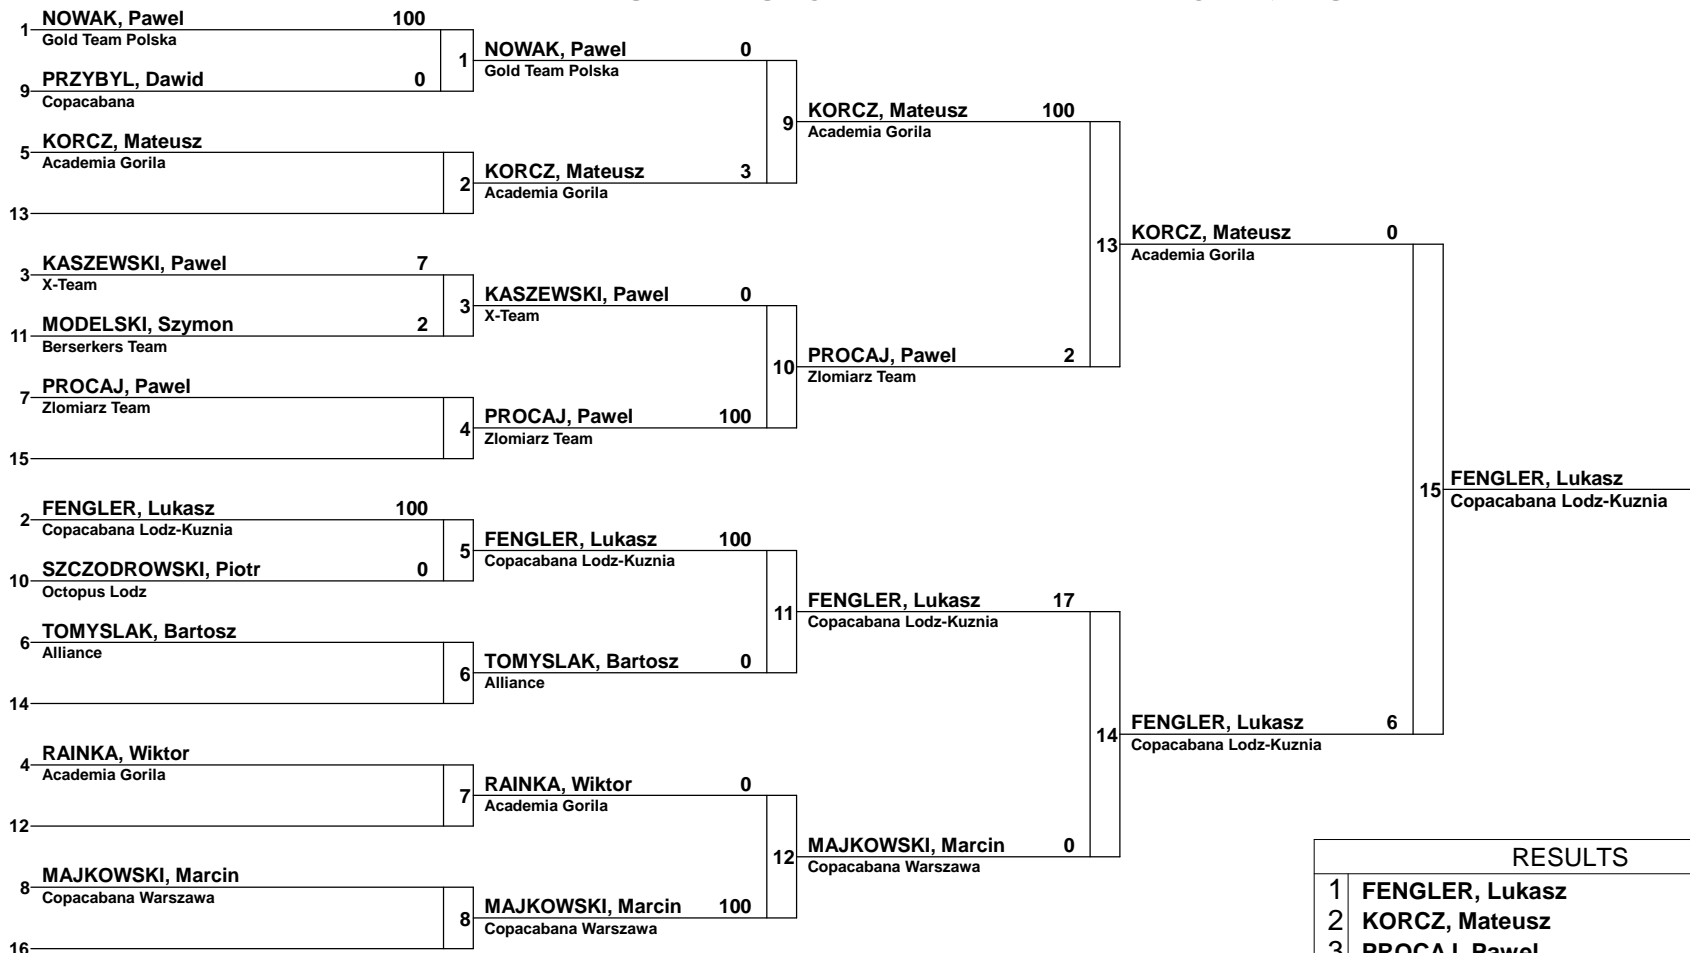 1 NOWAK, Pawel 100
Gold Team Polska
9 PRZYBYL, Dawid 0
Copacabana
1
5 KORCZ, Mateusz
Academia Gorila
13
2
3 KASZEWSKI, Pawel 7
X-Team
11 MODELSKI, Szymon 2
Berserkers Team
3
7 PROCAJ, Pawel
Zlomiarz Team
15
4
2 FENGLER, Lukasz 100
Copacabana Lodz-Kuznia
10 SZCZODROWSKI, Piotr 0
Octopus Lodz
5
6 TOMYSLAK, Bartosz
Alliance
14
6
4 RAINKA, Wiktor
Academia Gorila
12
7
8 MAJKOWSKI, Marcin
Copacabana Warszawa
16
8
NOWAK, Pawel 0
Gold Team Polska
KORCZ, Mateusz 3
Academia Gorila
9
KASZEWSKI, Pawel 0
X-Team
PROCAJ, Pawel 100
Zlomiarz Team
10
FENGLER, Lukasz 100
Copacabana Lodz-Kuznia
TOMYSLAK, Bartosz 0
Alliance
11
RAINKA, Wiktor 0
Academia Gorila
MAJKOWSKI, Marcin 100
Copacabana Warszawa
12
KORCZ, Mateusz 100
Academia Gorila
PROCAJ, Pawel 2
Zlomiarz Team
13
FENGLER, Lukasz 17
Copacabana Lodz-Kuznia
MAJKOWSKI, Marcin 0
Copacabana Warszawa
14
KORCZ, Mateusz 0
Academia Gorila
FENGLER, Lukasz 6
Copacabana Lodz-Kuznia
15
FENGLER, Lukasz
Copacabana Lodz-Kuznia
RESULTS
1 FENGLER, Lukasz
2 KORCZ, Mateusz
3 PROCAJ, Pawel